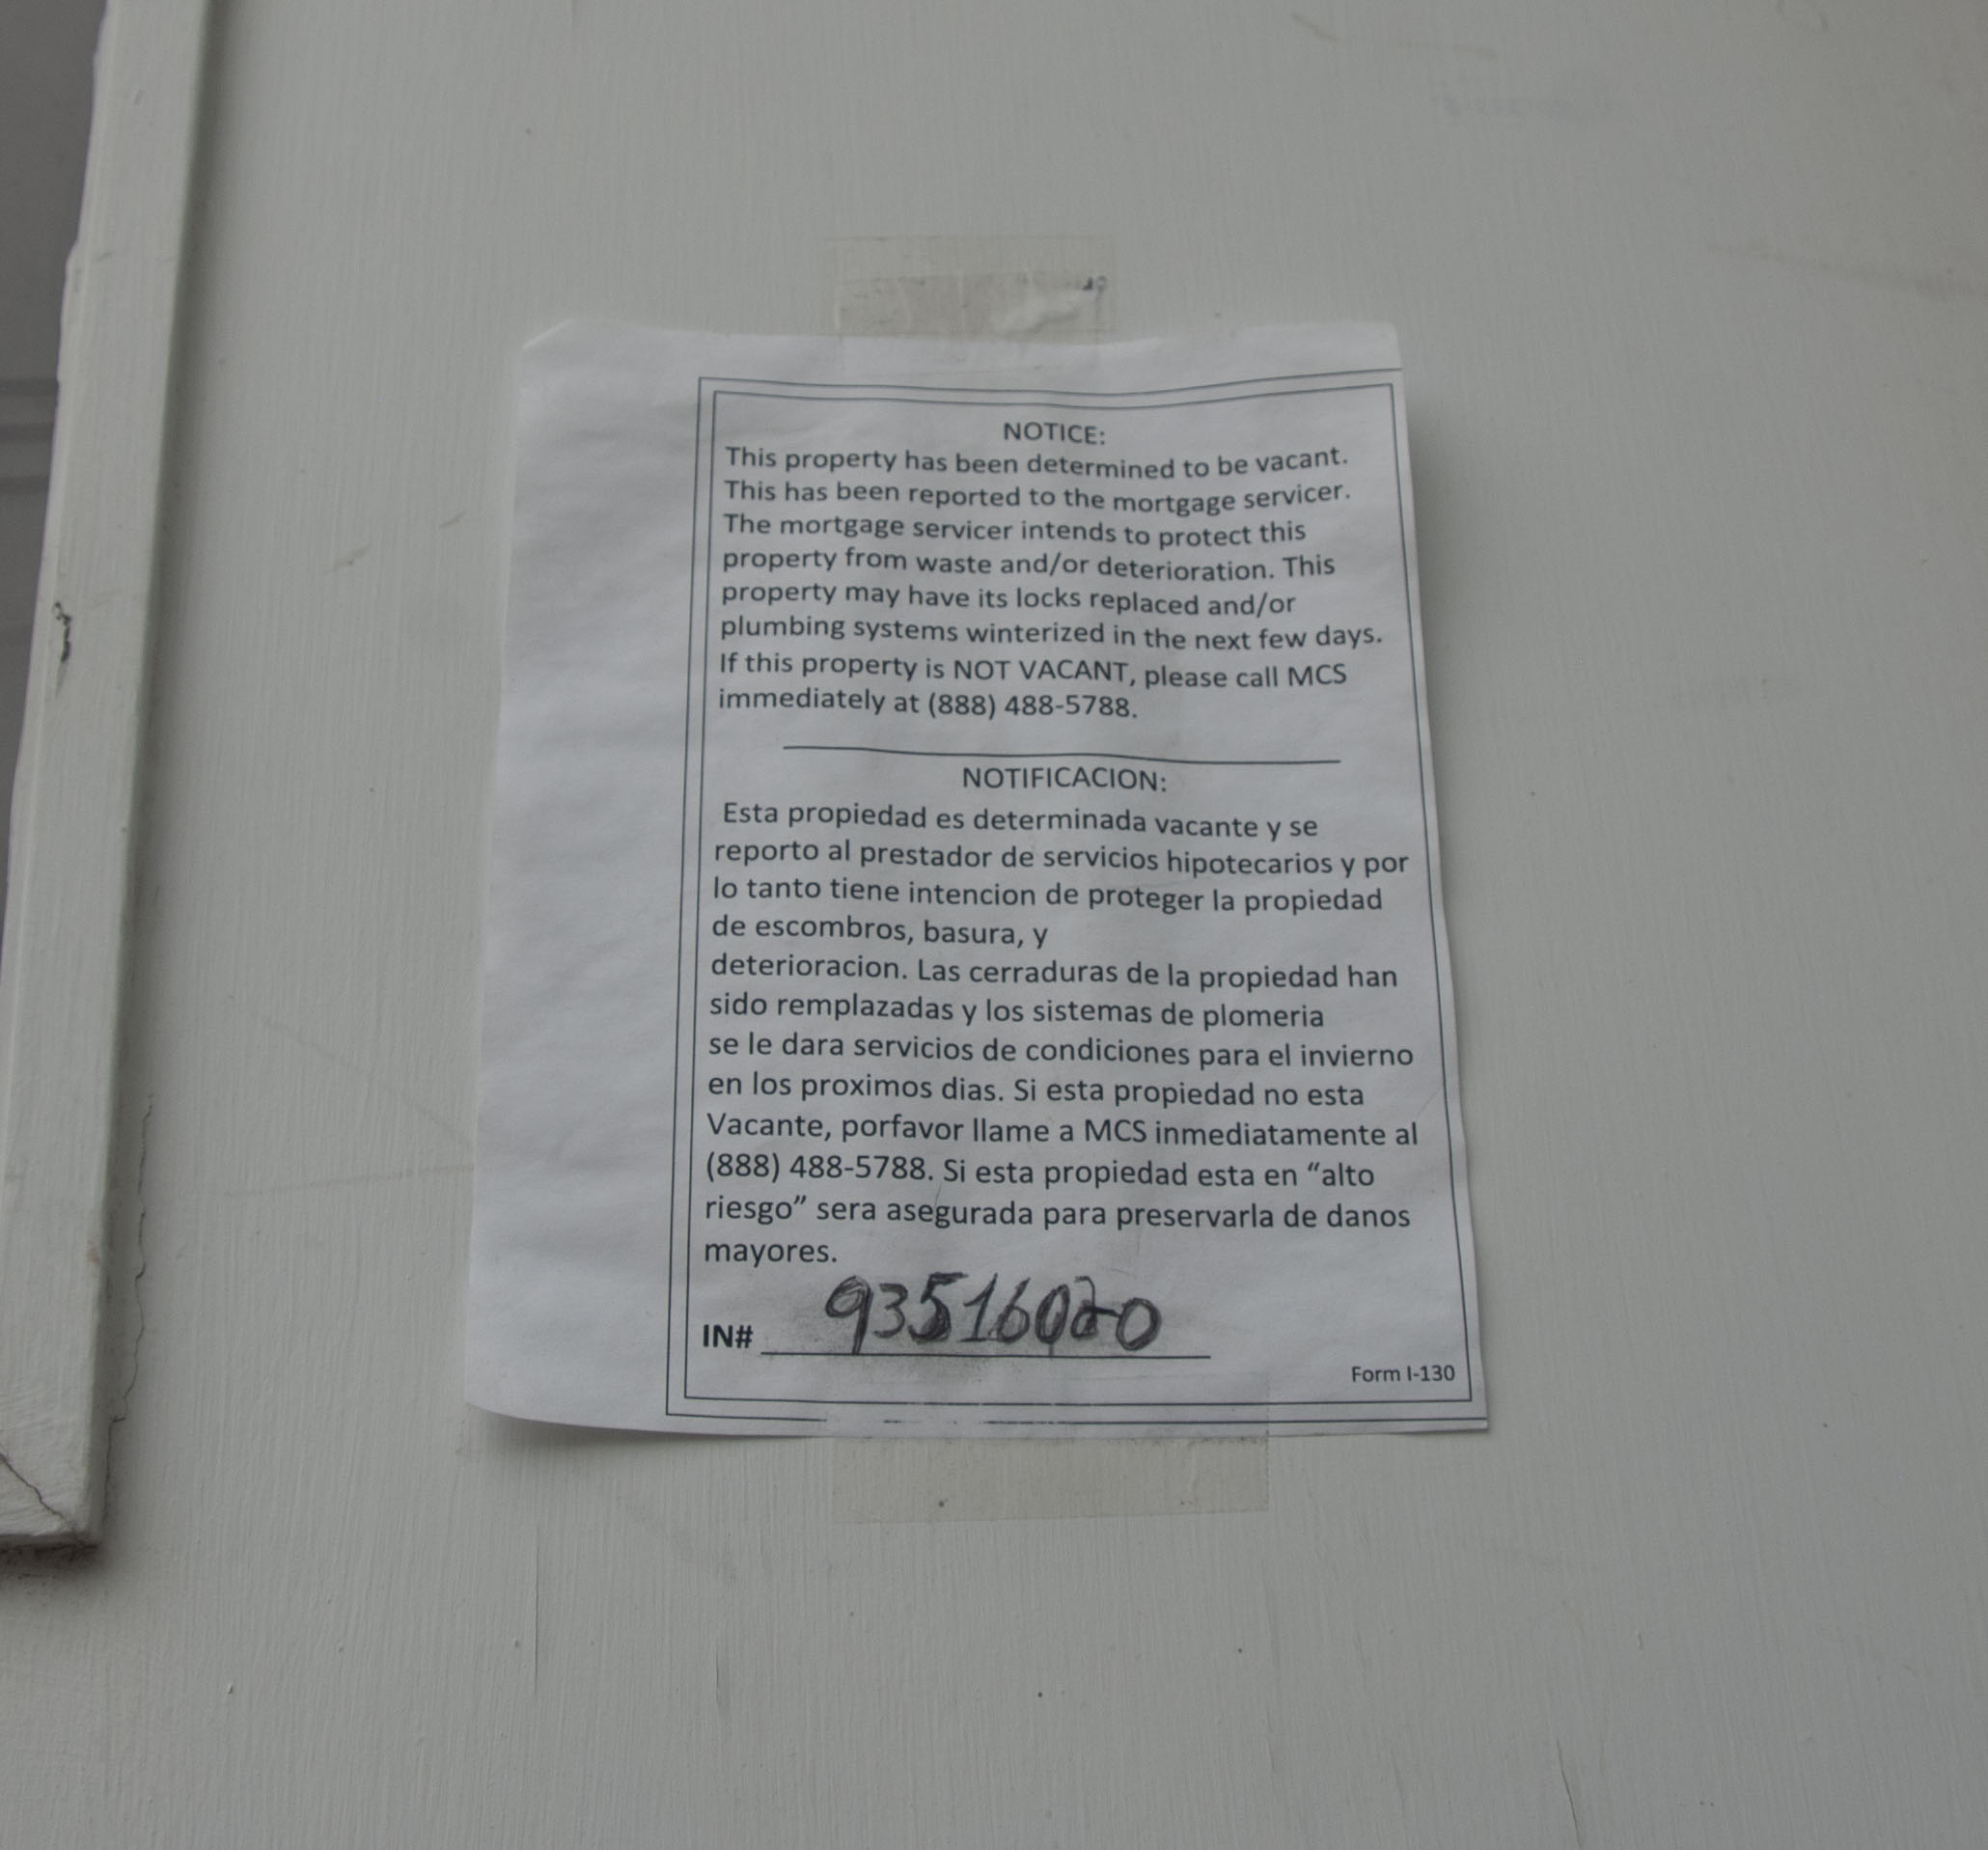 NOTICE:
This property has been determined to be vacant.
This has been reported to the mortgage servicer.
The mortgage servicer intends to protect this
property from waste and/or deterioration. This
property may have its locks replaced and/or
plumbing systems winterized in the next few days.
If this property is NOT VACANT, please call MCS
immediately at (888) 488-5788.
NOTIFICACION:
Esta propiedad es determinada vacante y se
reporto al prestador de servicios hipotecarios y por
lo tanto tiene intencion de proteger la propiedad
de escombros, basura, y
deterioracion. Las cerraduras de la propiedad han
sido remplazadas y los sistemas de plomeria
se le dara servicios de condiciones para el invierno
en los proximos dias. Si esta propiedad no esta
Vacante, porfavor llame a MCS inmediatamente al
(888) 488-5788. Si esta propiedad esta en “alto
riesgo” sera asegurada para preservarla de danos
mayores.
IN# 93516020
Form I-130